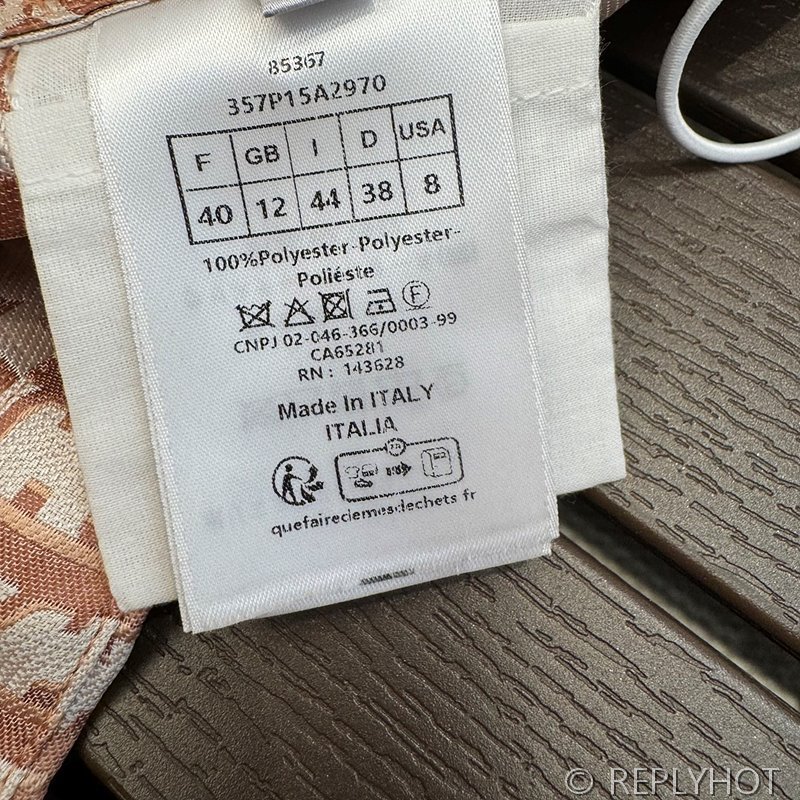 85367
357P15A2970
F GB I D USA
40 12 44 38 8
100%Polyester-Polyester-
Poliéste
F
CNPJ 02-046-366/0003-99
CA65281
RN : 143628
Made In ITALY
ITALIA
quefairedemesdechets.fr
© REPLYHOT